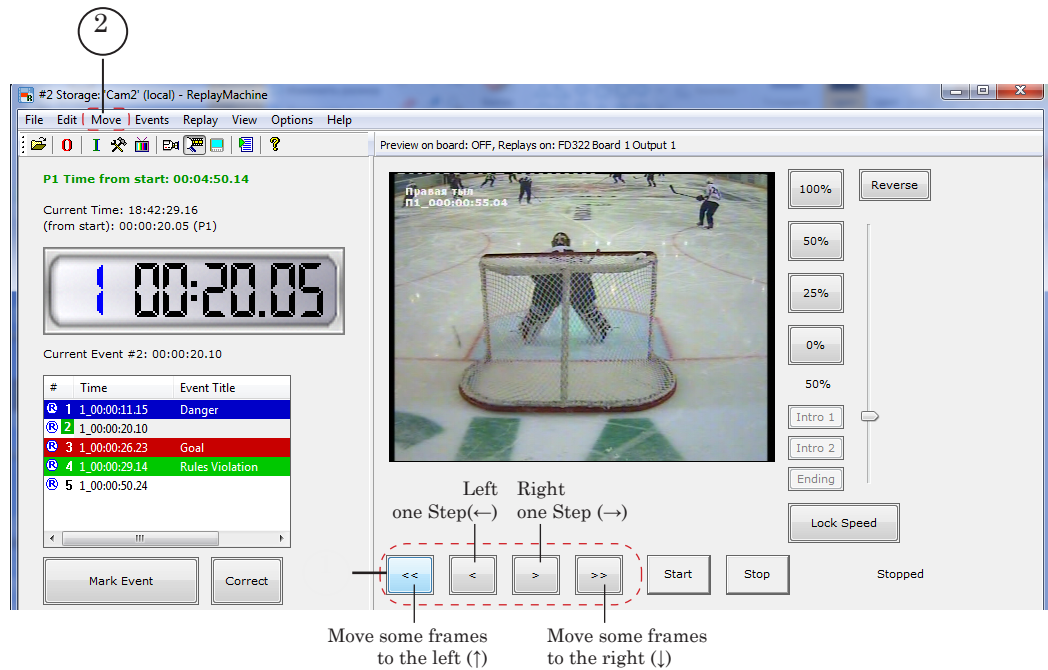 2
#2 Storage: 'Cam2' (local) - ReplayMachine
File Edit Move Events Replay View Options Help
Preview on board: OFF, Replays on: FD322 Board 1 Output 1
P1 Time from start: 00:04:50.14
Current Time: 18:42:29.16
(from start): 00:00:20.05 (P1)
1 00:20.05
Current Event #2: 00:00:20.10
# Time Event Title
R 1 1_00:00:11.15 Danger
R 2 1_00:00:20.10
R 3 1_00:00:26.23 Goal
R 4 1_00:00:29.14 Rules Violation
R 5 1_00:00:50.24
Mark Event
Correct
Правая тыл
П1_000:00:55.04
100%
Reverse
50%
25%
0%
50%
Intro 1
Intro 2
Ending
Lock Speed
Left
one Step(←)
Right
one Step (→)
<<
<
>
>>
Start
Stop
Stopped
Move some frames
to the left (↑)
Move some frames
to the right (↓)